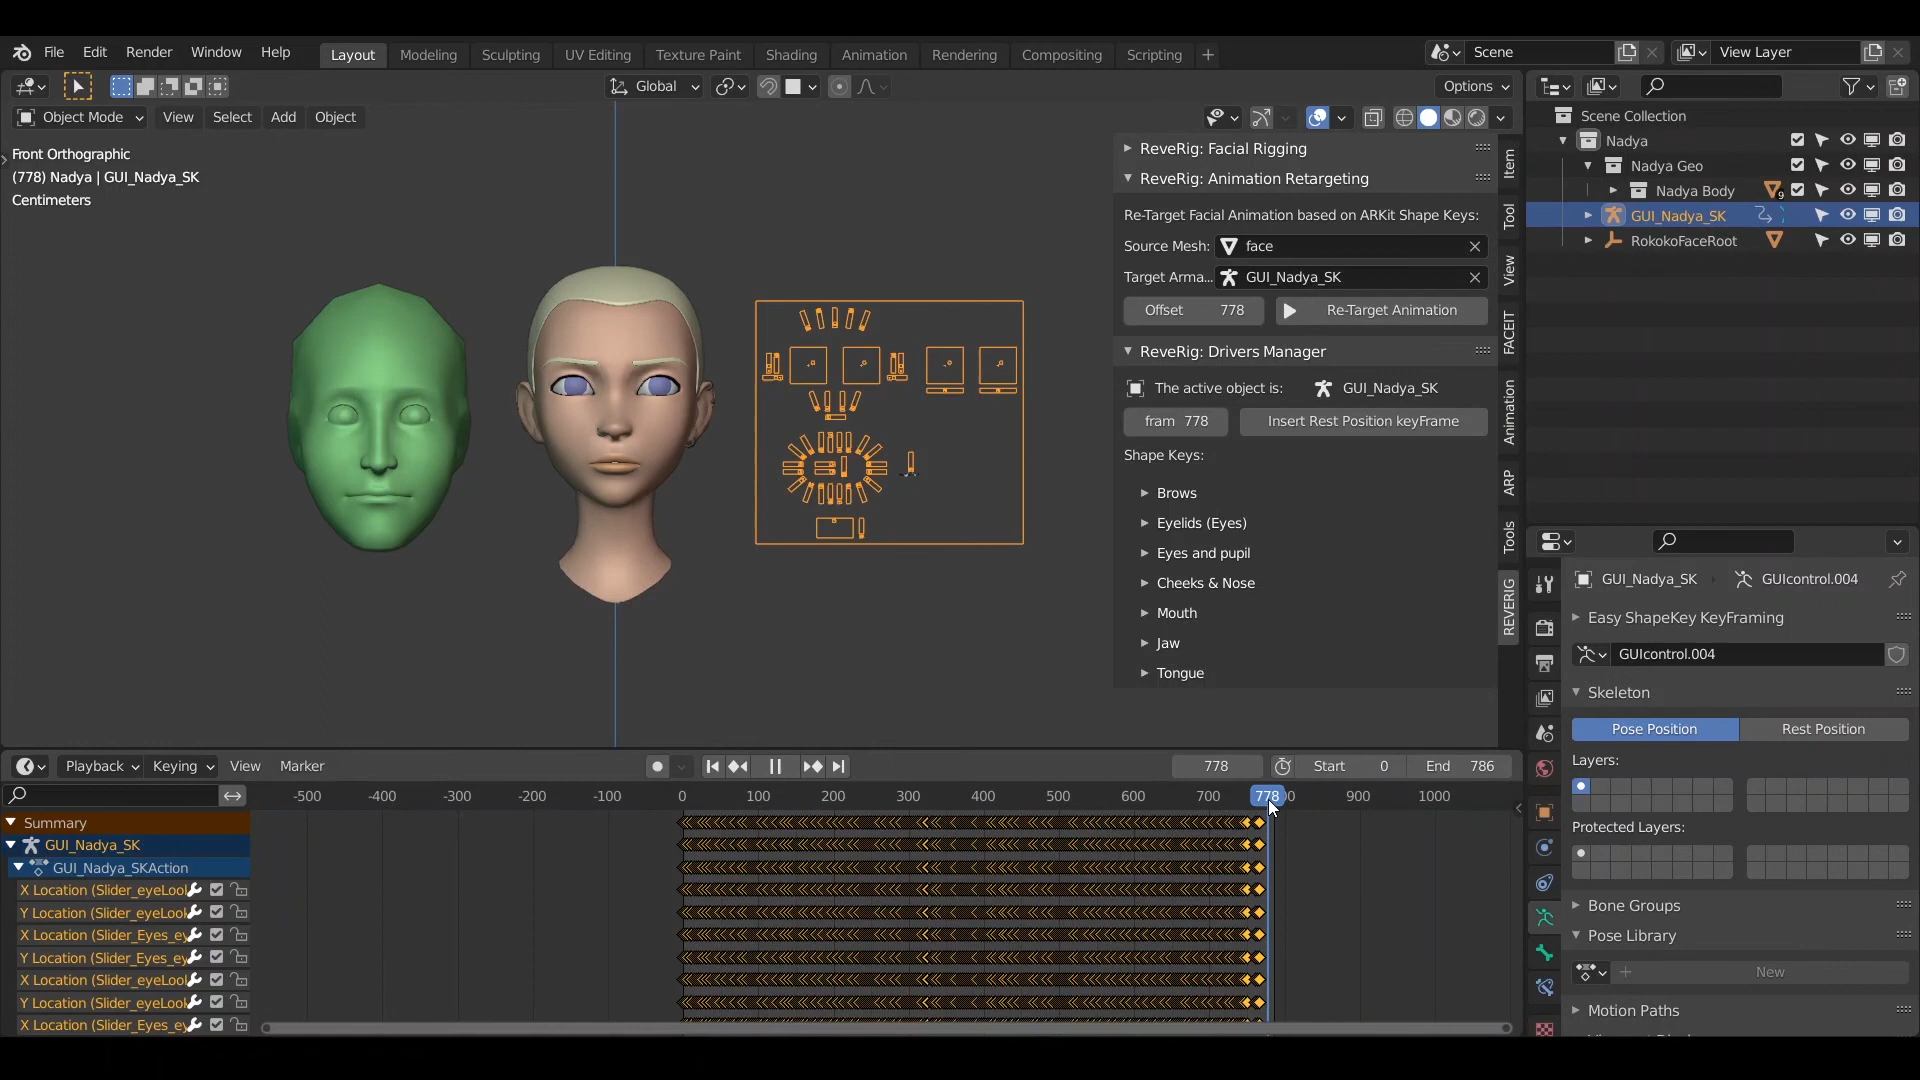 File Edit Render Window Help Layout Modeling Sculpting UV Editing Texture Paint Shading Animation Rendering Compositing Scripting + Scene View Layer
Global Options
Object Mode View Select Add Object
Front Orthographic
(778) Nadya | GUI_Nadya_SK
Centimeters
ReveRig: Facial Rigging
ReveRig: Animation Retargeting
Re-Target Facial Animation based on ARKit Shape Keys:
Source Mesh: face
Target Arma... GUI_Nadya_SK
Offset 778 Re-Target Animation
ReveRig: Drivers Manager
The active object is: GUI_Nadya_SK
fram 778 Insert Rest Position keyFrame
Shape Keys:
Brows
Eyelids (Eyes)
Eyes and pupil
Cheeks & Nose
Mouth
Jaw
Tongue
Item
Tool
View
FACEIT
Animation
ARP
Tools
REVERIG
Scene Collection
Nadya
Nadya Geo
Nadya Body 9
GUI_Nadya_SK
RokokoFaceRoot
GUI_Nadya_SK GUIcontrol.004
Easy ShapeKey KeyFraming
GUIcontrol.004
Skeleton
Pose Position Rest Position
Layers:
Protected Layers:
Bone Groups
Pose Library
+ New
Motion Paths
Playback Keying View Marker 778 Start 0 End 786
-500 -400 -300 -200 -100 0 100 200 300 400 500 600 700 778 900 1000
Summary
GUI_Nadya_SK
GUI_Nadya_SKAction
X Location (Slider_eyeLool
Y Location (Slider_eyeLool
X Location (Slider_Eyes_ey
Y Location (Slider_Eyes_ey
X Location (Slider_eyeLool
Y Location (Slider_eyeLool
X Location (Slider_Eyes_ey